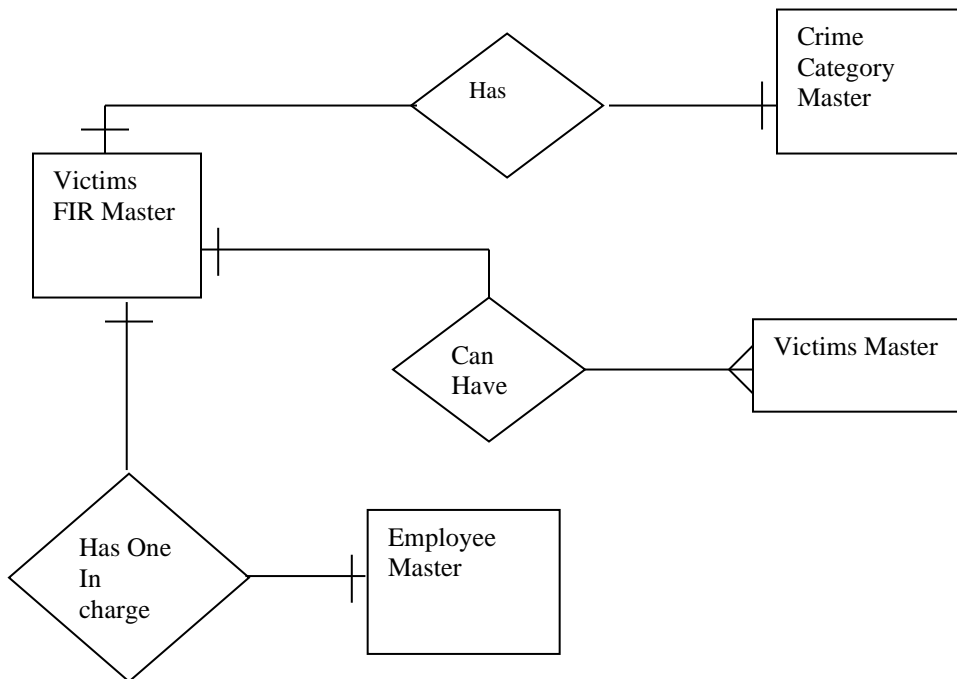 Has
Crime
Category
Master
Victims
FIR Master
Can
Have
Victims Master
Has One
In
charge
Employee
Master